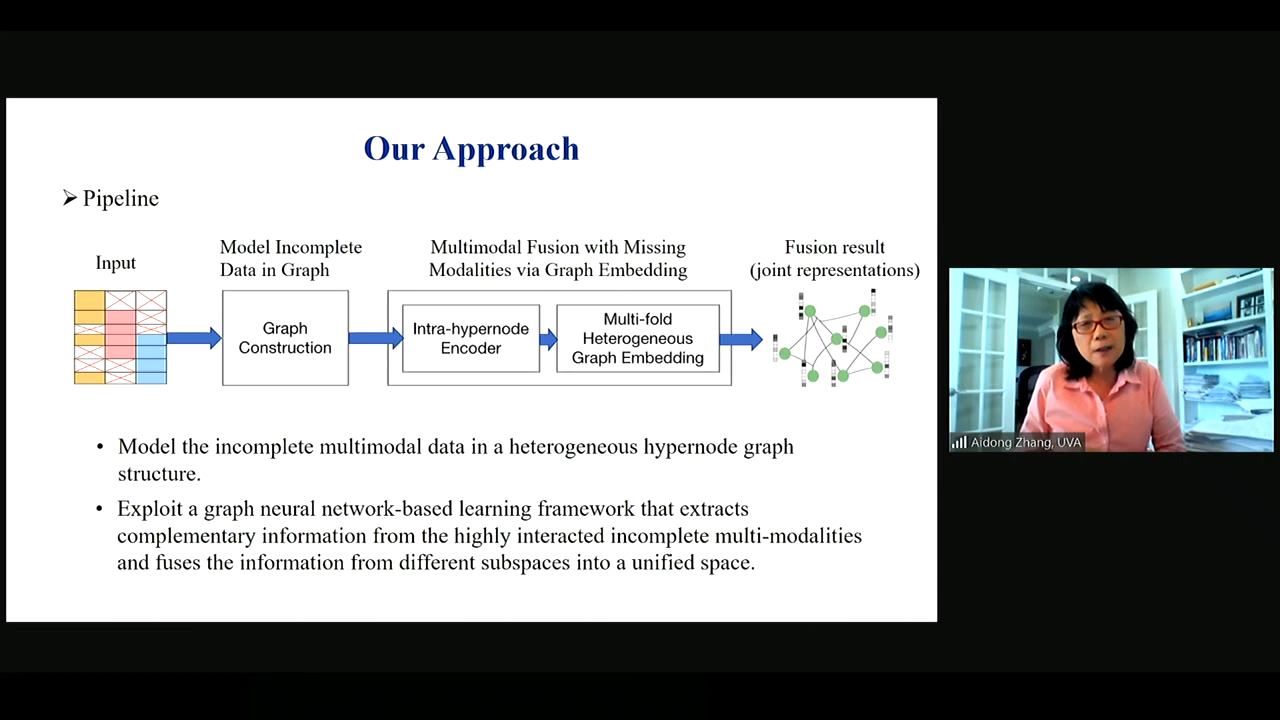 Our Approach
➢ Pipeline
Input
Model Incomplete
Data in Graph
Multimodal Fusion with Missing
Modalities via Graph Embedding
Fusion result
(joint representations)
Graph
Construction
Intra-hypernode
Encoder
Multi-fold
Heterogeneous
Graph Embedding
• Model the incomplete multimodal data in a heterogeneous hypernode graph
structure.
• Exploit a graph neural network-based learning framework that extracts
complementary information from the highly interacted incomplete multi-modalities
and fuses the information from different subspaces into a unified space.
Aidong Zhang, UVA